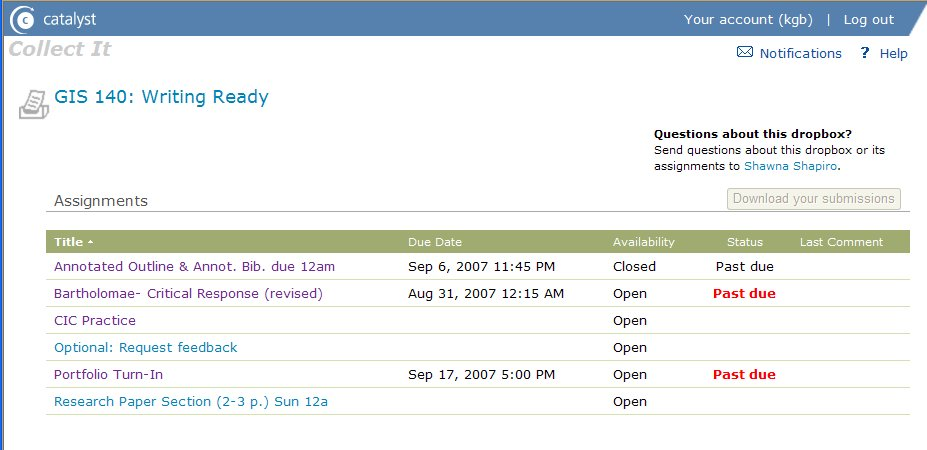 catalyst
Your account (kgb) | Log out
Collect It
Notifications ? Help
GIS 140: Writing Ready
Questions about this dropbox?
Send questions about this dropbox or its
assignments to Shawna Shapiro.
Assignments
Download your submissions
Title Due Date Availability Status Last Comment
Annotated Outline & Annot. Bib. due 12am Sep 6, 2007 11:45 PM Closed Past due
Bartholomae- Critical Response (revised) Aug 31, 2007 12:15 AM Open Past due
CIC Practice Open
Optional: Request feedback Open
Portfolio Turn-In Sep 17, 2007 5:00 PM Open Past due
Research Paper Section (2-3 p.) Sun 12a Open